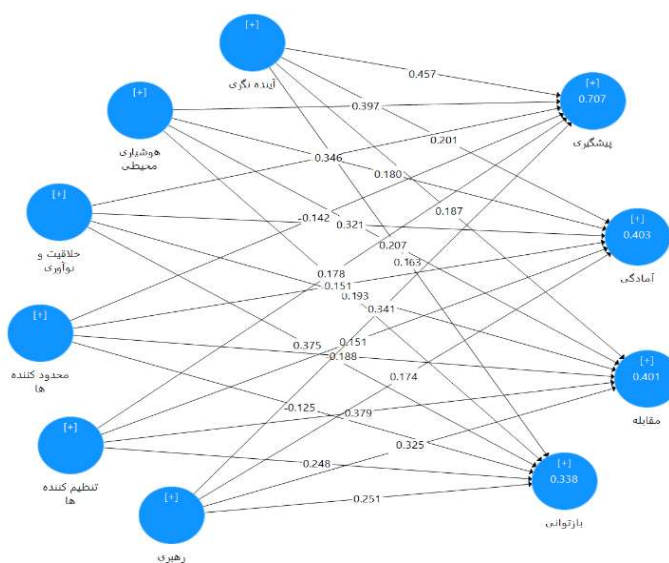 [+]
آینده نگری
[+]
هوشیاری
محیطی
[+]
خلاقیت و
نوآوری
[+]
محدود کننده
ها
[+]
تنظیم کننده
ها
[+]
رهبری
0.457
0.397
0.201
0.346
0.180
0.187
-0.142
0.321
0.207
0.163
0.178
0.151
0.193
0.341
0.375
0.151
0.188
0.174
-0.125
0.379
0.325
0.248
0.251
[+]
0.707
پیشگیری
[+]
0.403
آمادگی
[+]
0.401
مقابله
[+]
0.338
بازتوانی